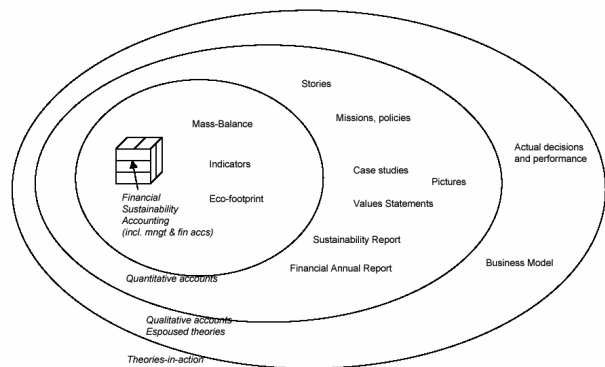 Stories
Missions, policies
Mass-Balance
Actual decisions
and performance
Indicators
Case studies
Pictures
Financial
Sustainability
Accounting
(incl. mngt & fin accs)
Eco-footprint
Values Statements
Sustainability Report
Financial Annual Report
Business Model
Quantitative accounts
Qualitative accounts
Espoused theories
Theories-in-action